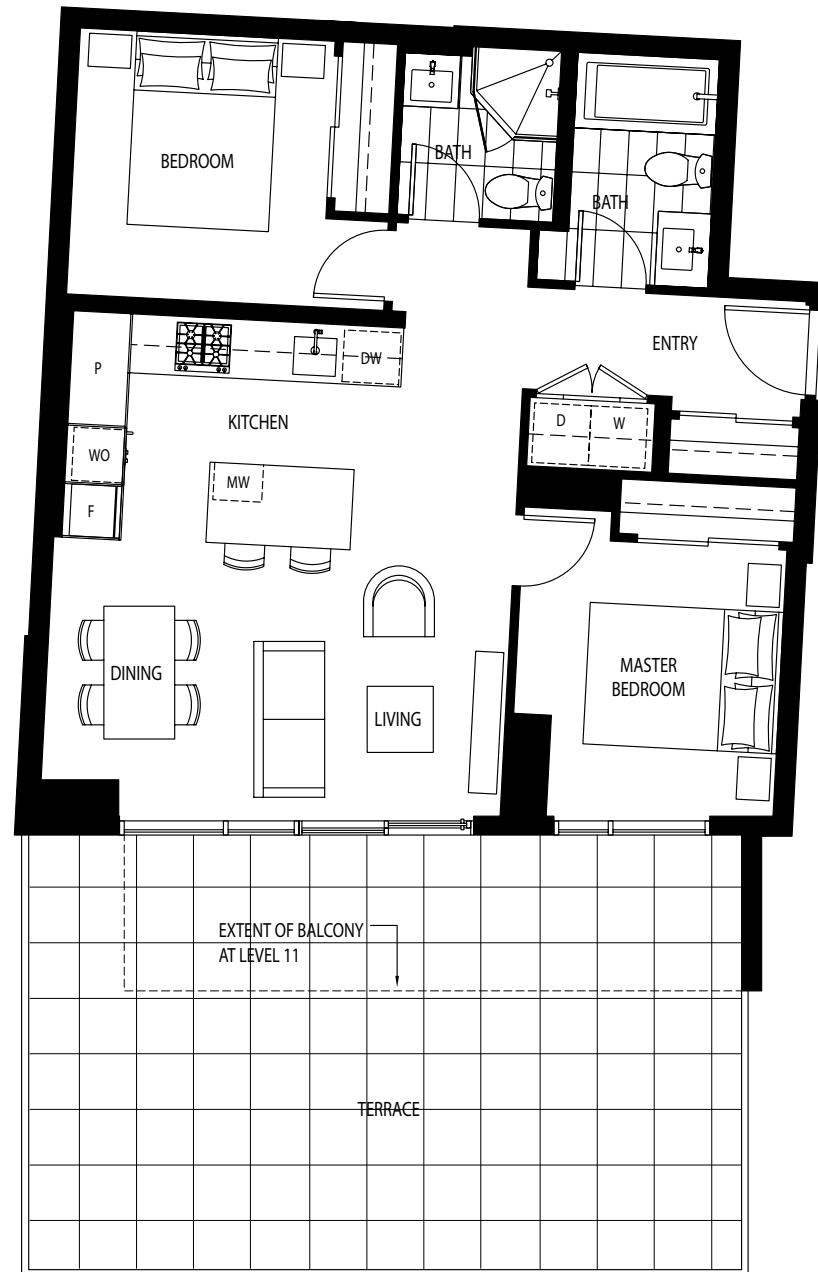 BEDROOM
BATH
BATH
ENTRY
P
DW
KITCHEN
D
W
WO
MW
F
DINING
MASTER
BEDROOM
LIVING
EXTENT OF BALCONY
AT LEVEL 11
TERRACE